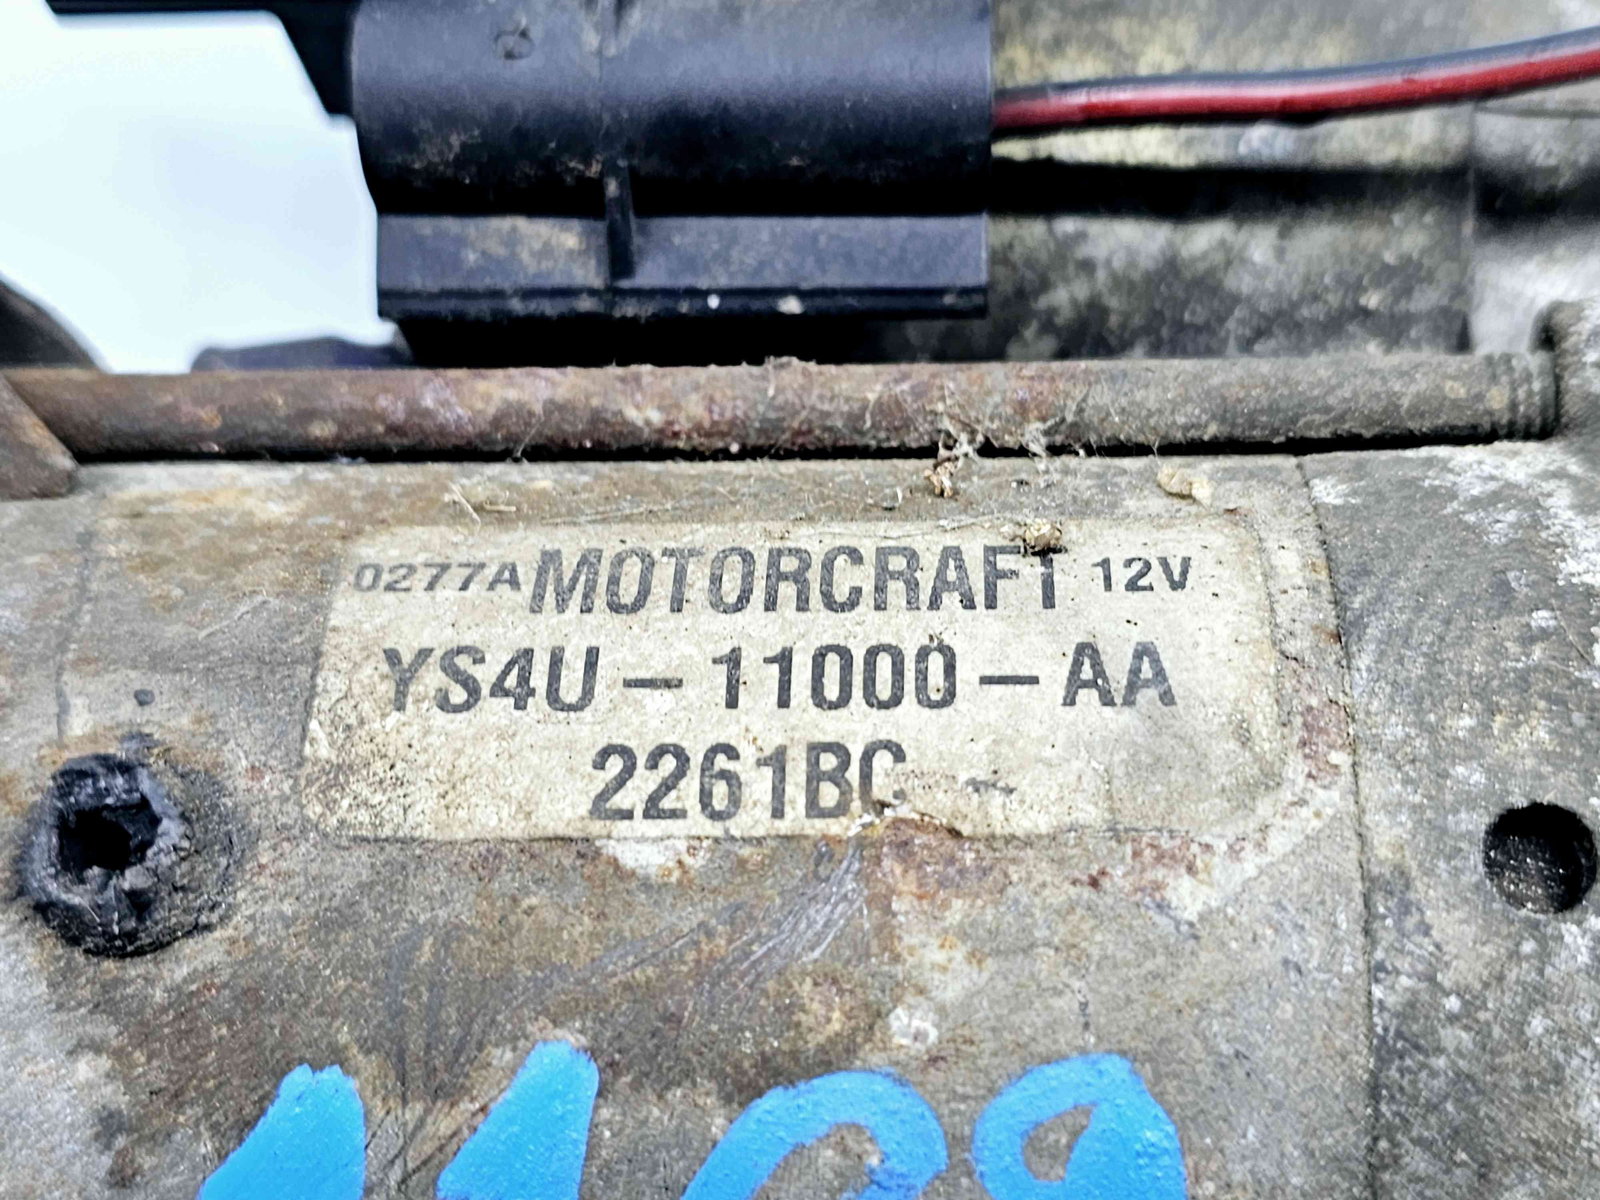 0277A MOTORCRAFT 12V
YS4U - 11000 - AA
2261BC